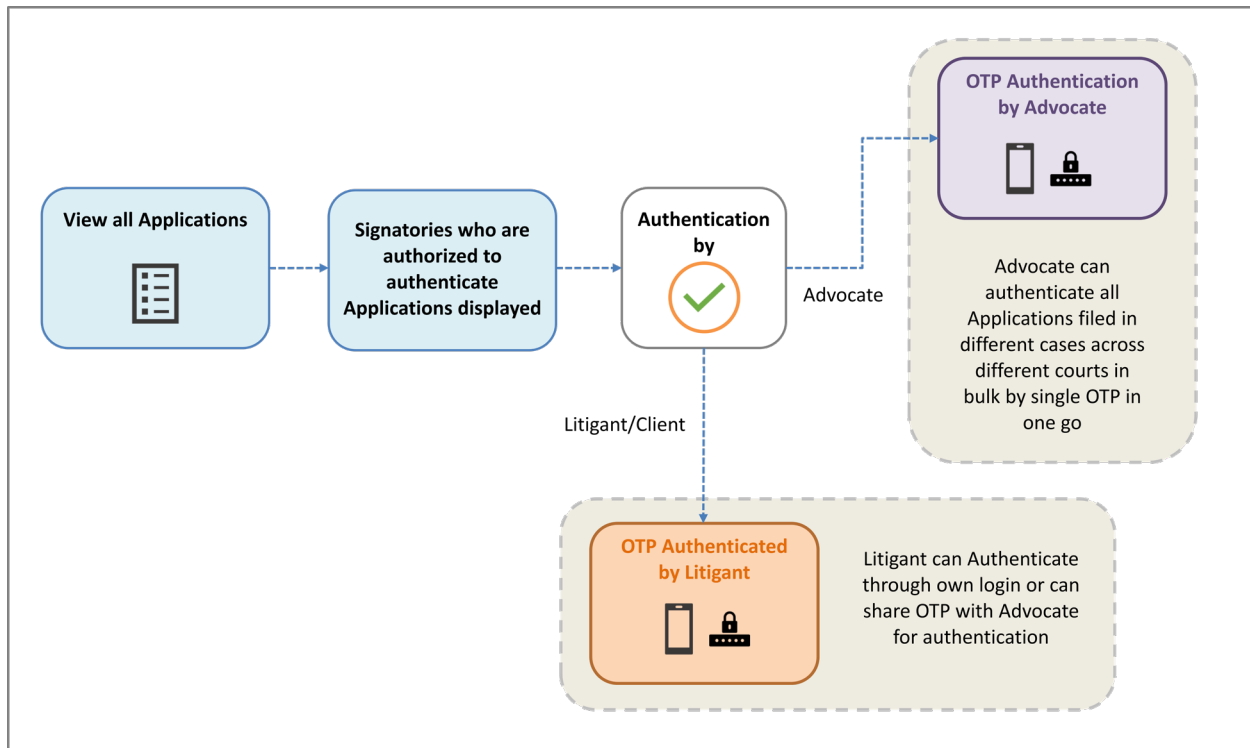 View all Applications
Signatories who are
authorized to
authenticate
Applications displayed
Authentication
by
Advocate
OTP Authentication
by Advocate
Advocate can
authenticate all
Applications filed in
different cases across
different courts in
bulk by single OTP in
one go
Litigant/Client
OTP Authenticated
by Litigant
Litigant can Authenticate
through own login or can
share OTP with Advocate
for authentication